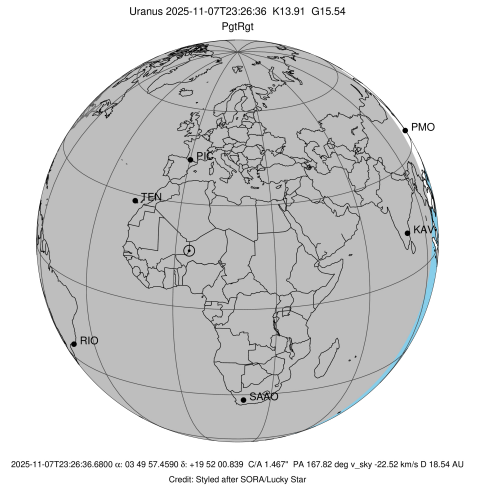 Uranus 2025-11-07T23:26:36 K13.91 G15.54
PgtRgt
PMO
PIC
TEN
KAV
RIO
SAAO
2025-11-07T23:26:36.6800 α: 03 49 57.4590 δ: +19 52 00.839 C/A 1.467" PA 167.82 deg v_sky -22.52 km/s D 18.54 AU
Credit: Styled after SORA/Lucky Star